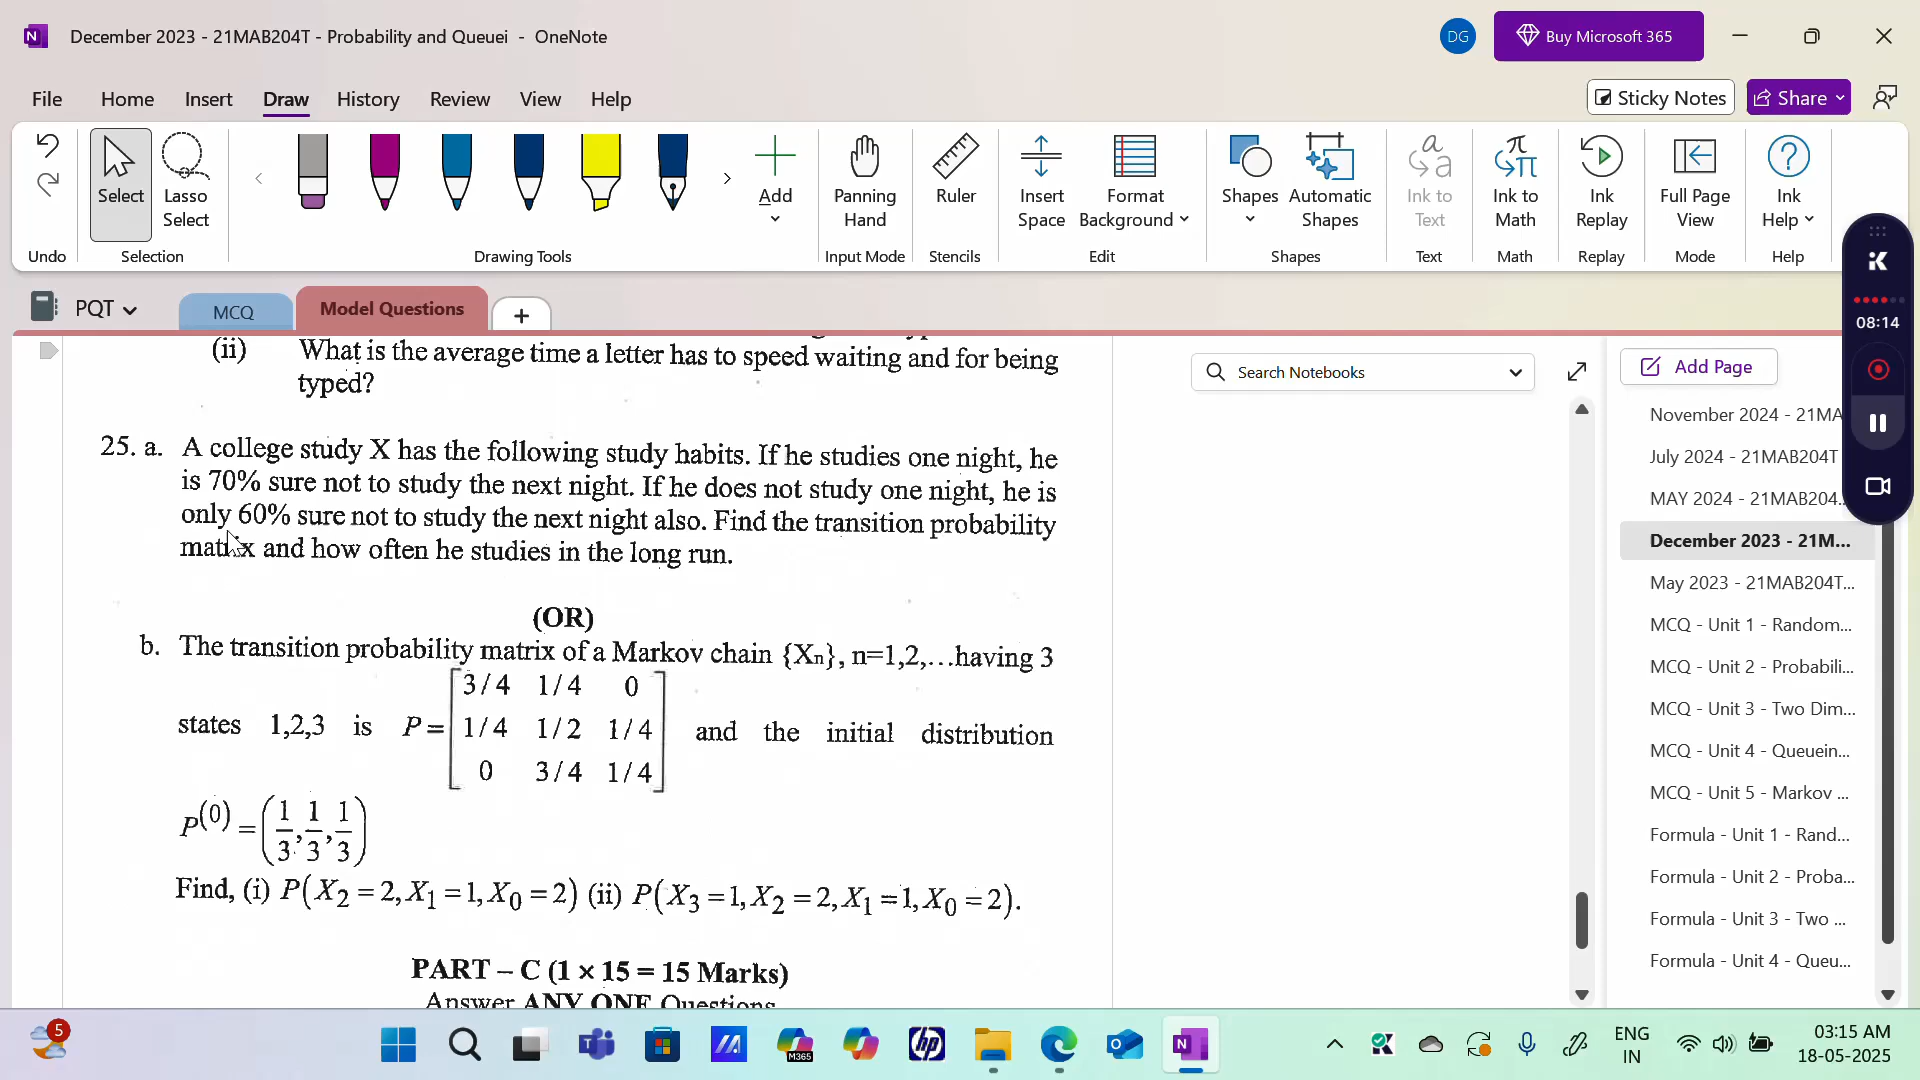 December 2023 - 21MAB204T - Probability and Queuei - OneNote
DG
Buy Microsoft 365
File Home Insert Draw History Review View Help
Sticky Notes
Share
Select
Lasso Select
Add
Panning Hand
Ruler
Insert Space
Format Background
Shapes
Automatic Shapes
Ink to Text
Ink to Math
Ink Replay
Full Page View
Ink Help
Undo Selection Drawing Tools Input Mode Stencils Edit Shapes Text Math Replay Mode Help
08:14
PQT
MCQ
Model Questions
Search Notebooks
Add Page
(ii) What is the average time a letter has to speed waiting and for being
typed?
25. a. A college study X has the following study habits. If he studies one night, he
is 70% sure not to study the next night. If he does not study one night, he is
only 60% sure not to study the next night also. Find the transition probability
matrix and how often he studies in the long run.
(OR)
b. The transition probability matrix of a Markov chain {Xn}, n=1,2,…having 3
3/4 1/4 0
states 1,2,3 is P = 1/4 1/2 1/4 and the initial distribution
0 3/4 1/4
P^(0) = (1/3, 1/3, 1/3)
Find, (i) P(X2 = 2, X1 = 1, X0 = 2) (ii) P(X3 = 1, X2 = 2, X1 = 1, X0 = 2).
PART – C (1 × 15 = 15 Marks)
Answer ANY ONE Questions
November 2024 - 21MA
July 2024 - 21MAB204T
MAY 2024 - 21MAB204...
December 2023 - 21M...
May 2023 - 21MAB204T...
MCQ - Unit 1 - Random...
MCQ - Unit 2 - Probabili...
MCQ - Unit 3 - Two Dim...
MCQ - Unit 4 - Queuein...
MCQ - Unit 5 - Markov ...
Formula - Unit 1 - Rand...
Formula - Unit 2 - Proba...
Formula - Unit 3 - Two ...
Formula - Unit 4 - Queu...
5
M365
hp
ENG
IN
03:15 AM
18-05-2025